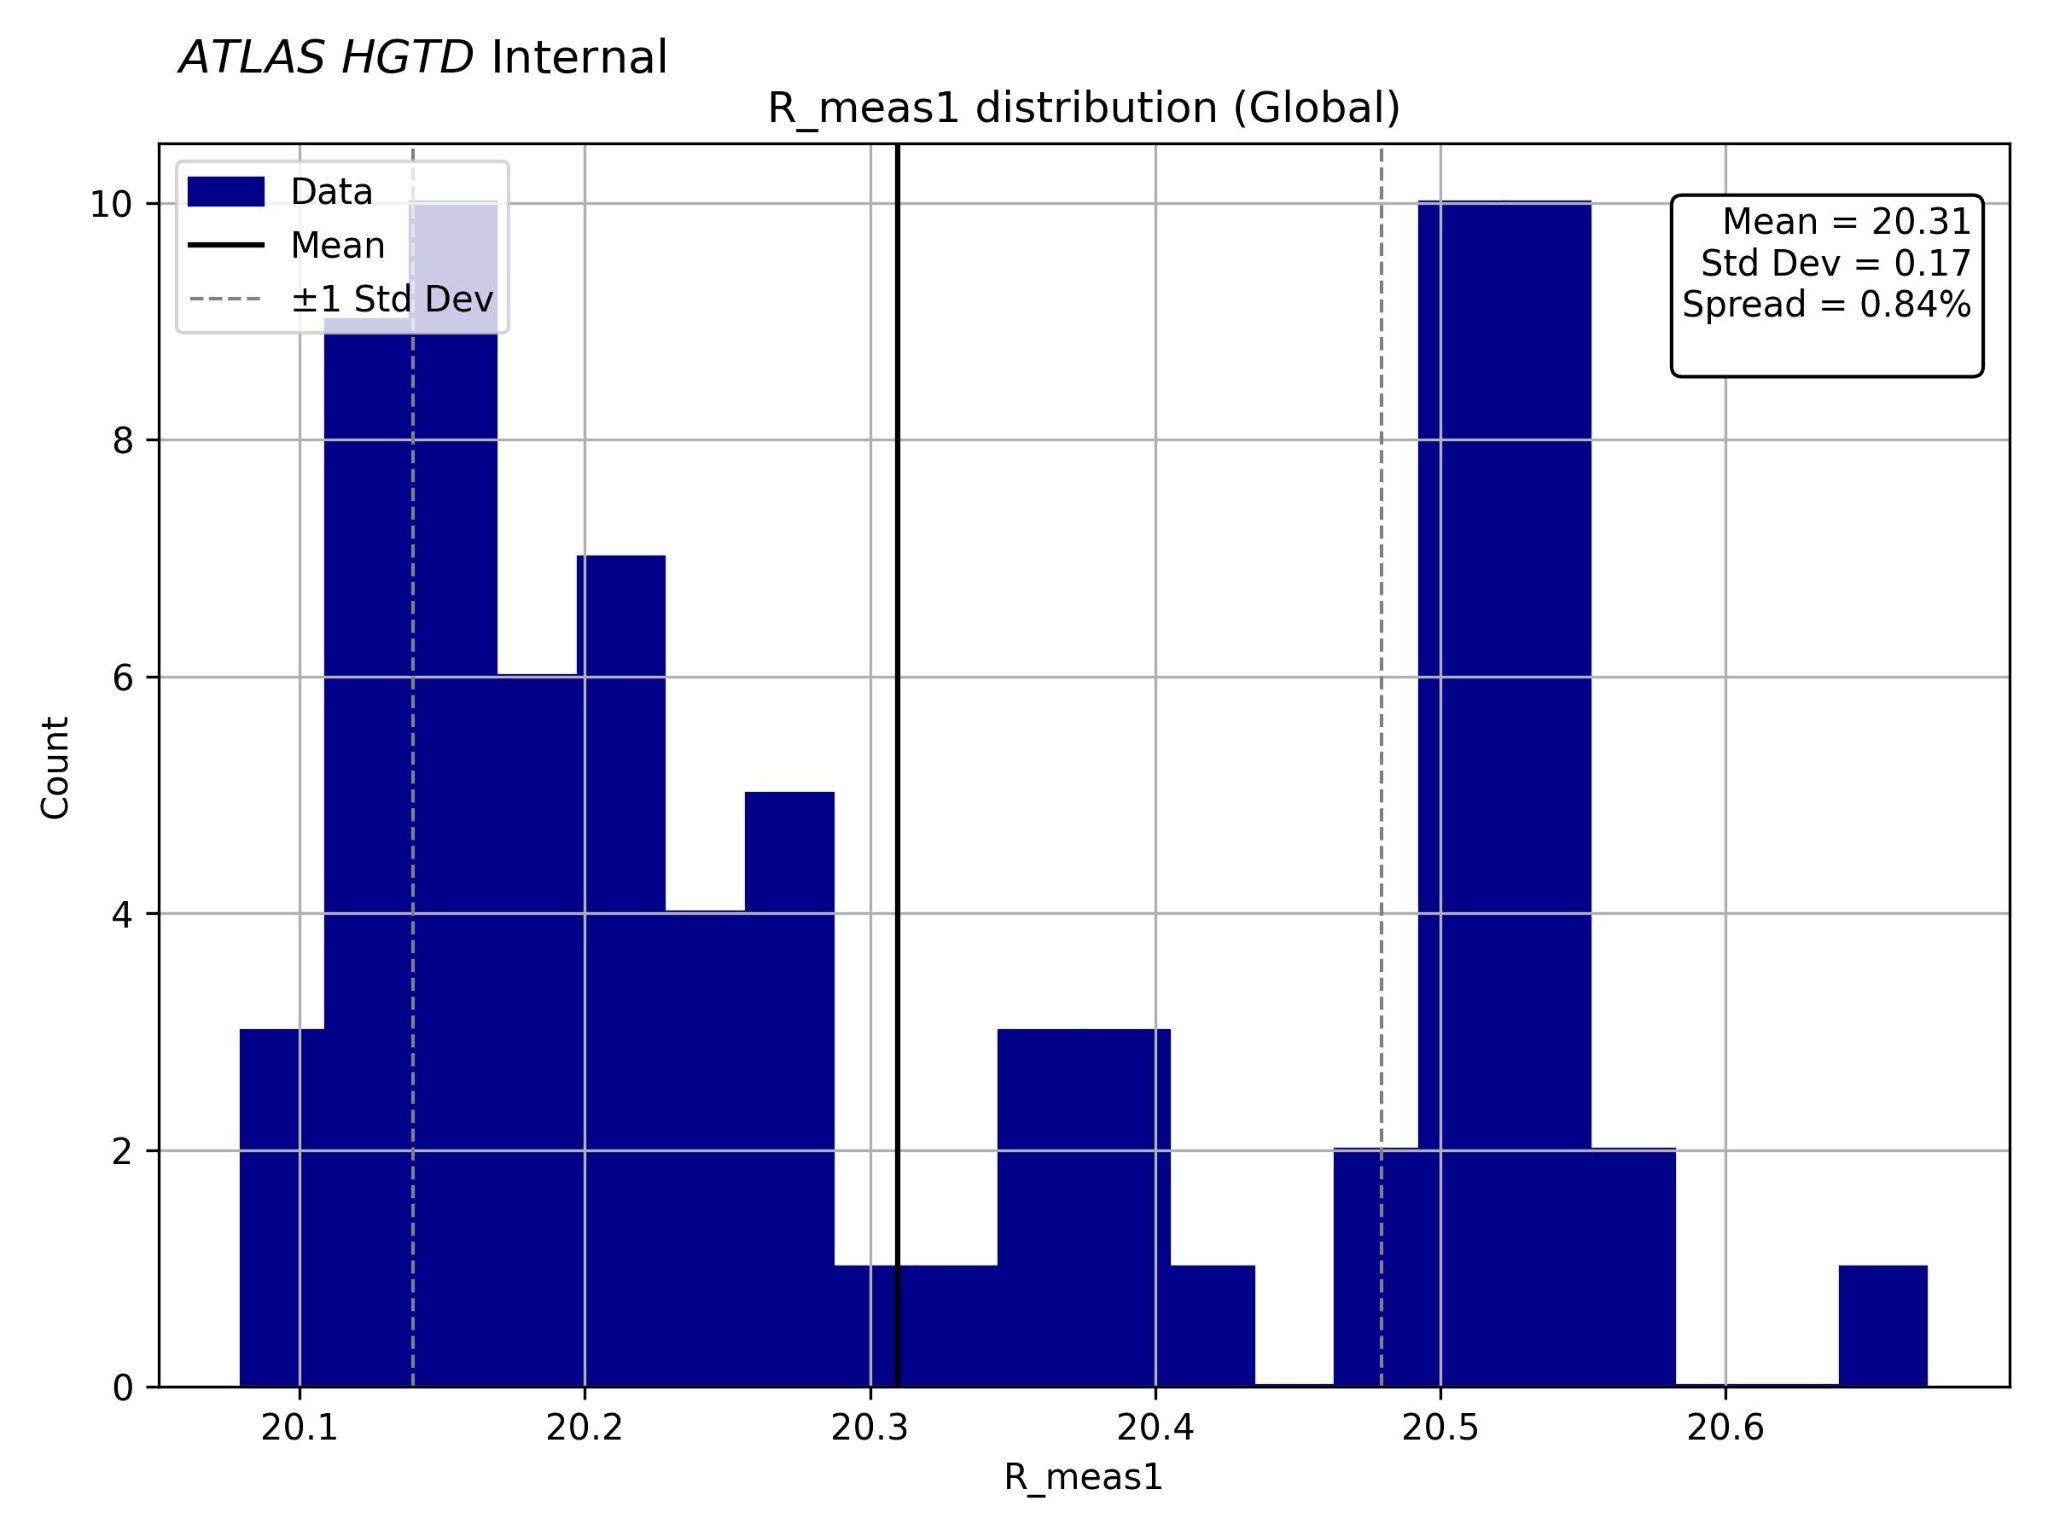 ATLAS HGTD Internal
R_meas1 distribution (Global)
Data
Mean
±1 Std Dev
Mean = 20.31
Std Dev = 0.17
Spread = 0.84%
10
8
6
4
2
0
Count
20.1
20.2
20.3
20.4
20.5
20.6
R_meas1